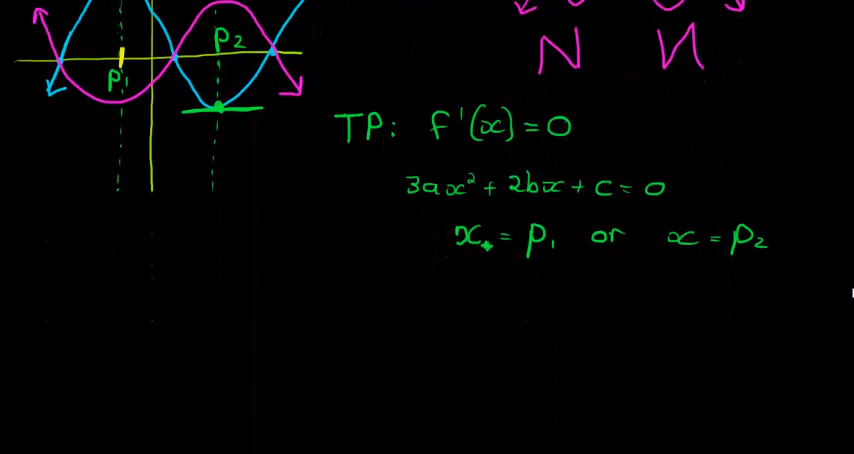 N И
P₂
P₁
TP: f'(x) = 0
3ax² + 2bx + c = 0
x = P₁ or x = P₂